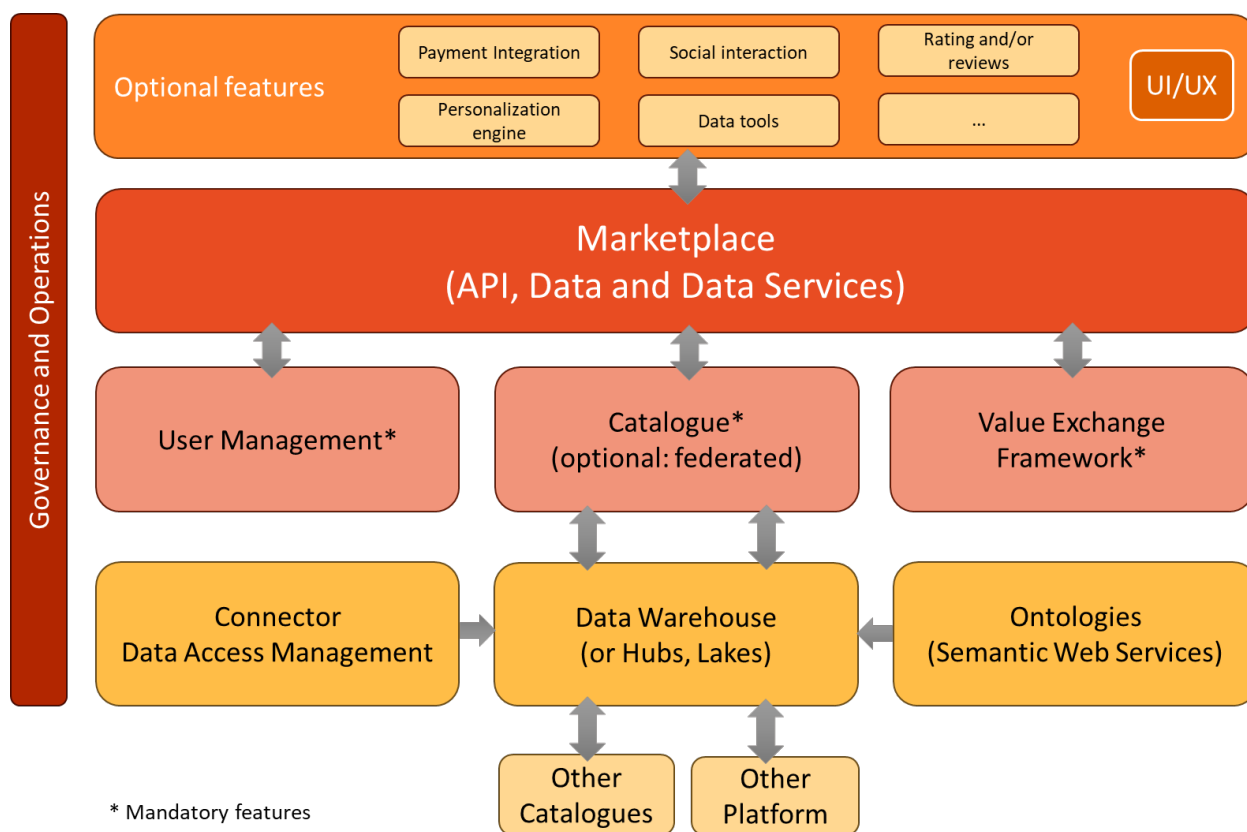 Governance and Operations
Optional features
Payment Integration
Social interaction
Rating and/or
reviews
Personalization
engine
Data tools
...
UI/UX
Marketplace
(API, Data and Data Services)
User Management*
Catalogue*
(optional: federated)
Value Exchange
Framework*
Connector
Data Access Management
Data Warehouse
(or Hubs, Lakes)
Ontologies
(Semantic Web Services)
Other
Catalogues
Other
Platform
* Mandatory features